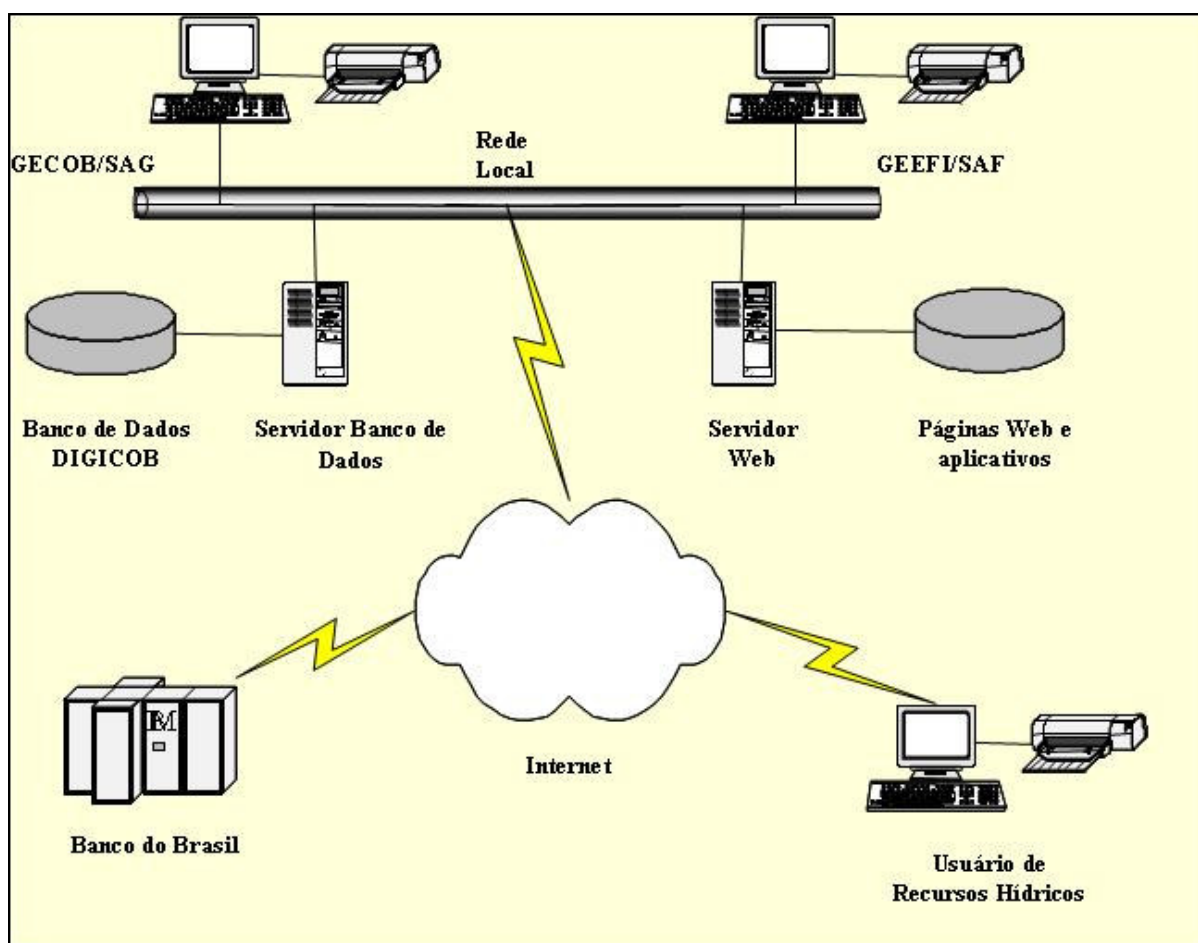 Rede
Local
GECOB/SAG
GEEFI/SAF
Banco de Dados
DIGICOB
Servidor Banco de
Dados
Servidor
Web
Páginas Web e
aplicativos
Internet
Banco do Brasil
Usuário de
Recursos Hídricos